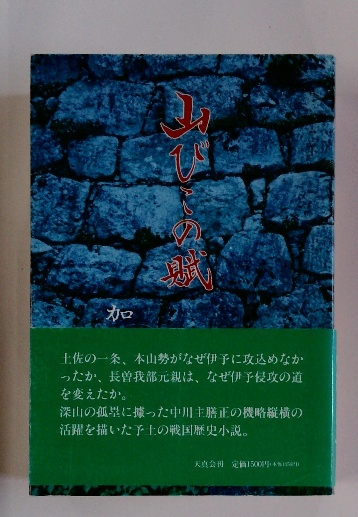 山びこの賦
加
土佐の一条、本山勢がなぜ伊予に攻込めなか
ったか、長曽我部元親は、なぜ伊予侵攻の道
を変えたか。
深山の孤塁に據った中川主膳正の機略縦横の
活躍を描いた予土の戦国歴史小説。
定価1500円